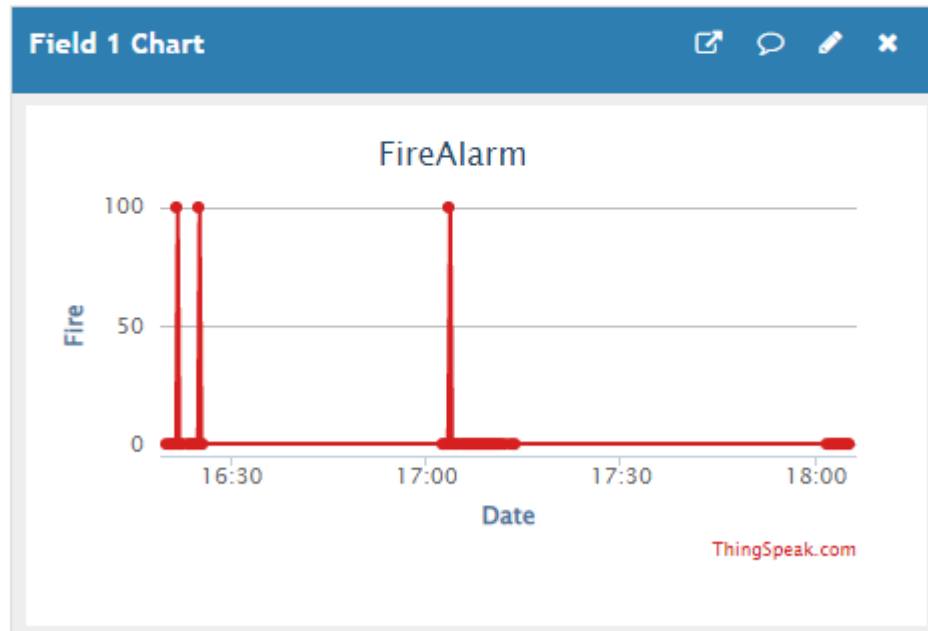 Field 1 Chart
FireAlarm
100
50
0
Fire
16:30 17:00 17:30 18:00
Date
ThingSpeak.com